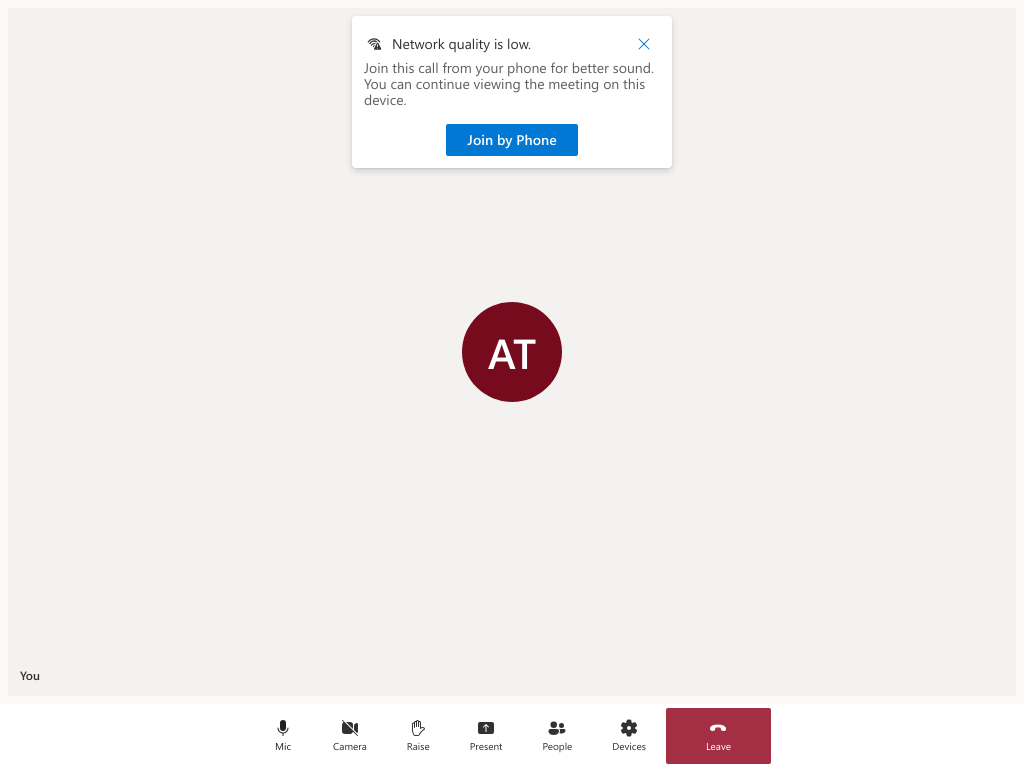 Network quality is low.
Join this call from your phone for better sound.
You can continue viewing the meeting on this
device.
Join by Phone
AT
You
Mic
Camera
Raise
Present
People
Devices
Leave